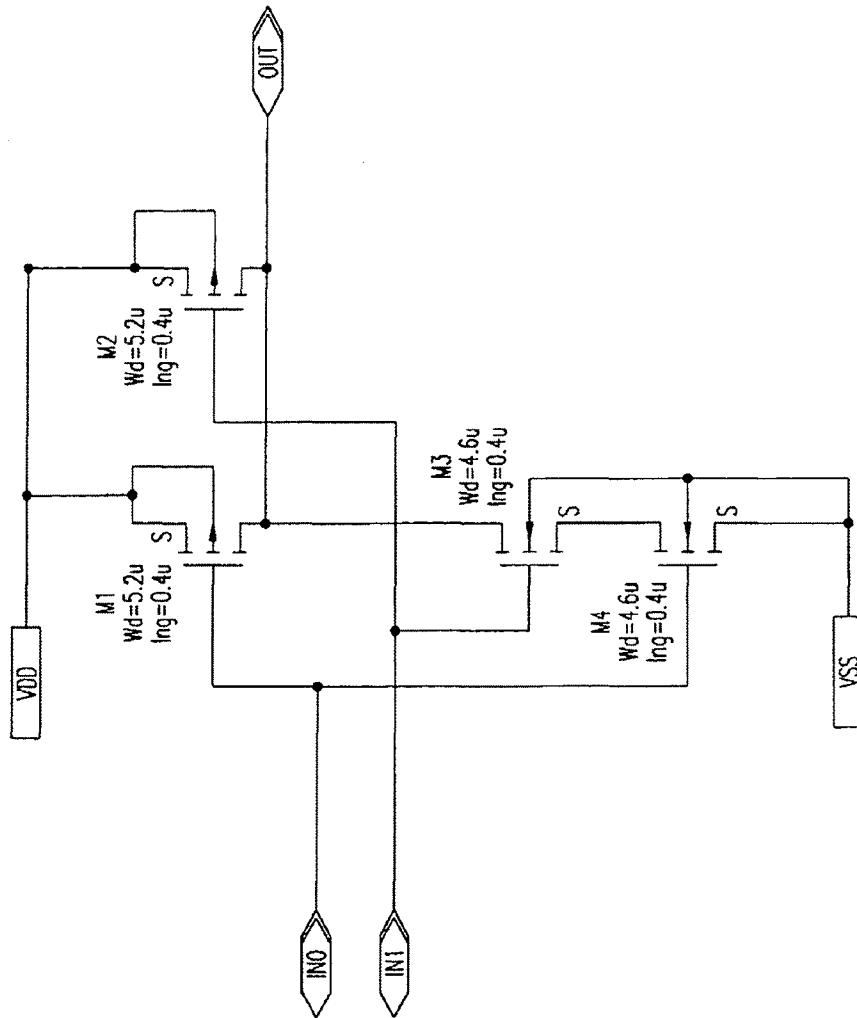 VDD
M1
Wd=5.2u
lng=0.4u
S
M2
Wd=5.2u
lng=0.4u
S
OUT
IN0
IN1
M3
Wd=4.6u
lng=0.4u
S
M4
Wd=4.6u
lng=0.4u
S
VSS